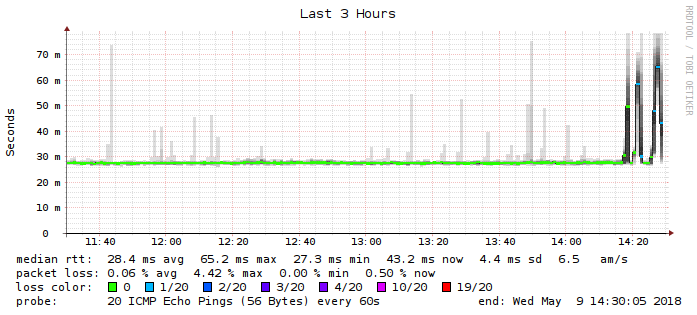 Last 3 Hours
RRDTOOL / TOBI OETIKER
Seconds
70 m
60 m
50 m
40 m
30 m
20 m
10 m
0
11:40 12:00 12:20 12:40 13:00 13:20 13:40 14:00 14:20
median rtt: 28.4 ms avg 65.2 ms max 27.3 ms min 43.2 ms now 4.4 ms sd 6.5 am/s
packet loss: 0.06 % avg 4.42 % max 0.00 % min 0.50 % now
loss color: 0 1/20 2/20 3/20 4/20 10/20 19/20
probe: 20 ICMP Echo Pings (56 Bytes) every 60s end: Wed May 9 14:30:05 2018